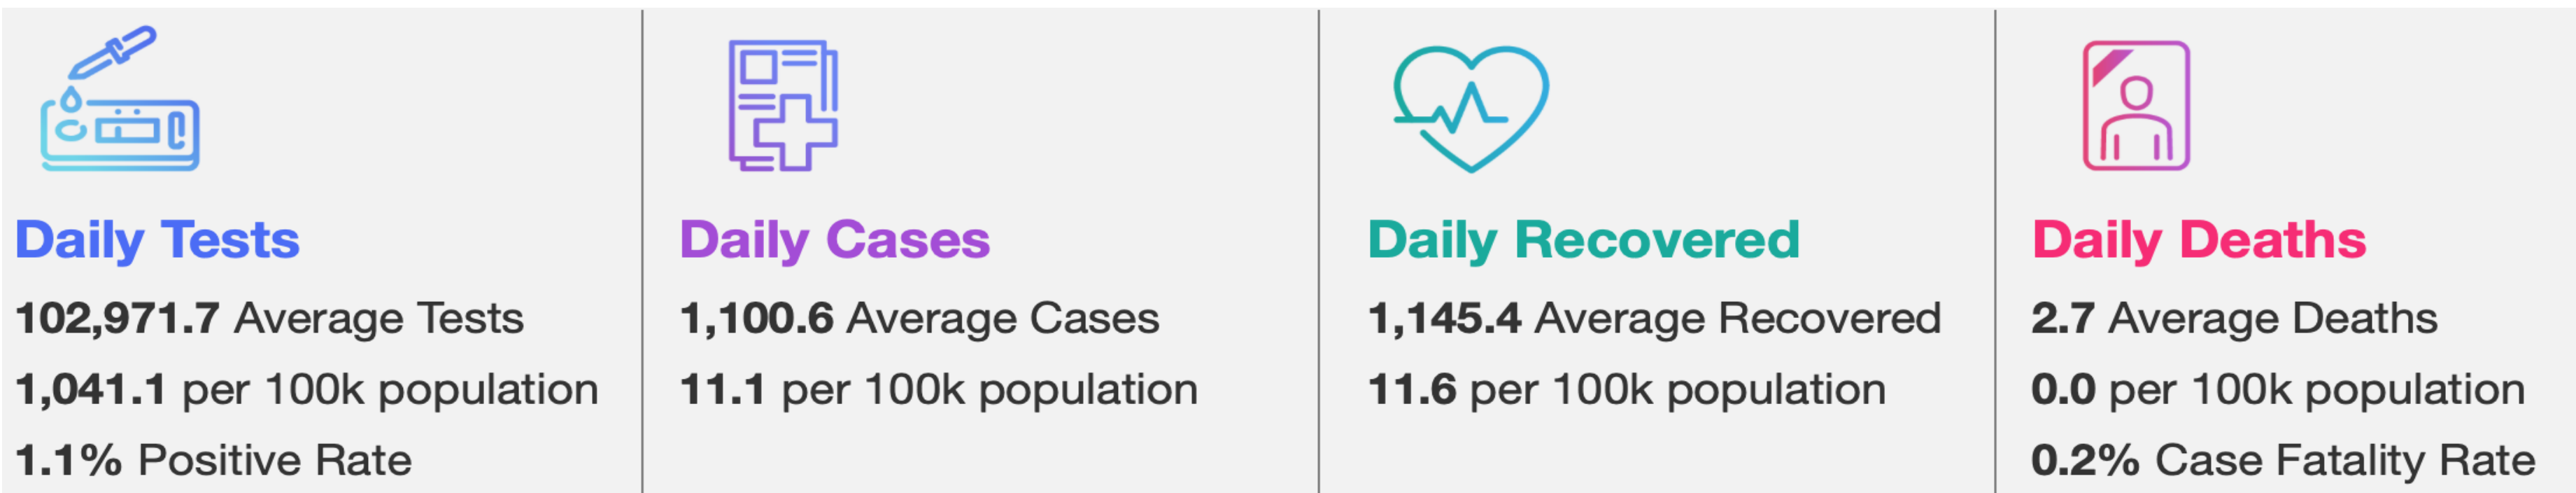 Daily Tests
102,971.7 Average Tests
1,041.1 per 100k population
1.1% Positive Rate
Daily Cases
1,100.6 Average Cases
11.1 per 100k population
Daily Recovered
1,145.4 Average Recovered
11.6 per 100k population
Daily Deaths
2.7 Average Deaths
0.0 per 100k population
0.2% Case Fatality Rate